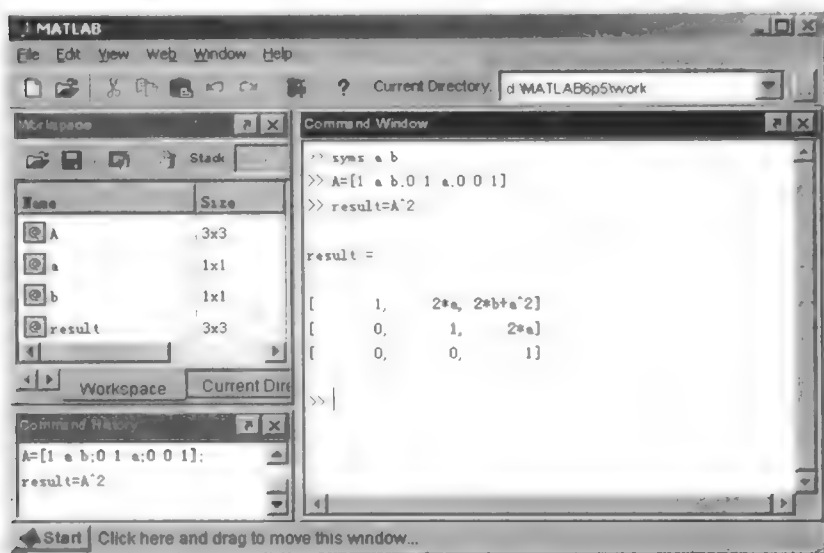 MATLAB
File Edit View Web Window Help
? Current Directory: d:\MATLAB6p5\work ...
Workspace
Stack
Name Size
A 3x3
a 1x1
b 1x1
result 3x3
Workspace Current Dire
Command History
A=[1 a b;0 1 a;0 0 1];
result=A^2
Command Window
>> syms a b
>> A=[1 a b.0 1 a.0 0 1]
>> result=A^2
result =
[ 1, 2*a, 2*b+a^2]
[ 0, 1, 2*a]
[ 0, 0, 1]
>>
Start Click here and drag to move this window...